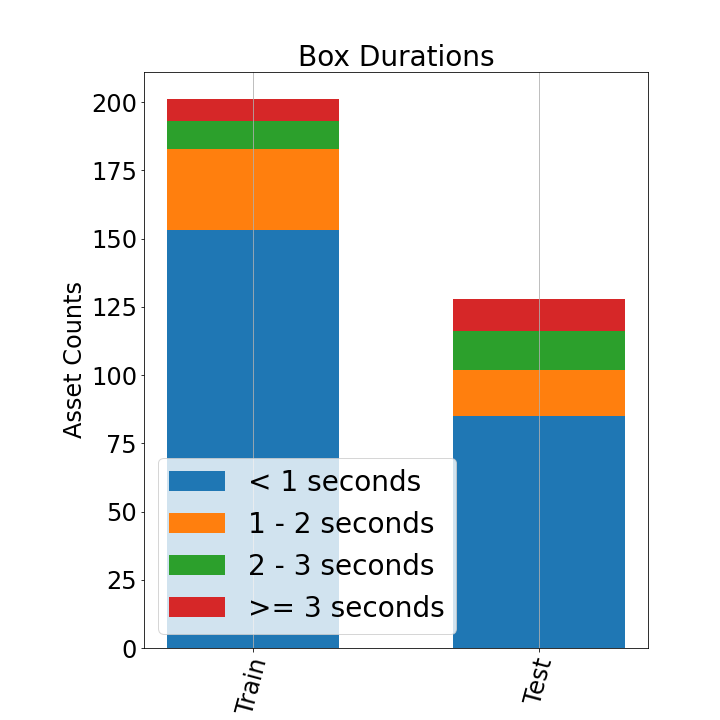 Box Durations
Asset Counts
200
175
150
125
100
75
50
25
0
< 1 seconds
1 - 2 seconds
2 - 3 seconds
>= 3 seconds
Train
Test